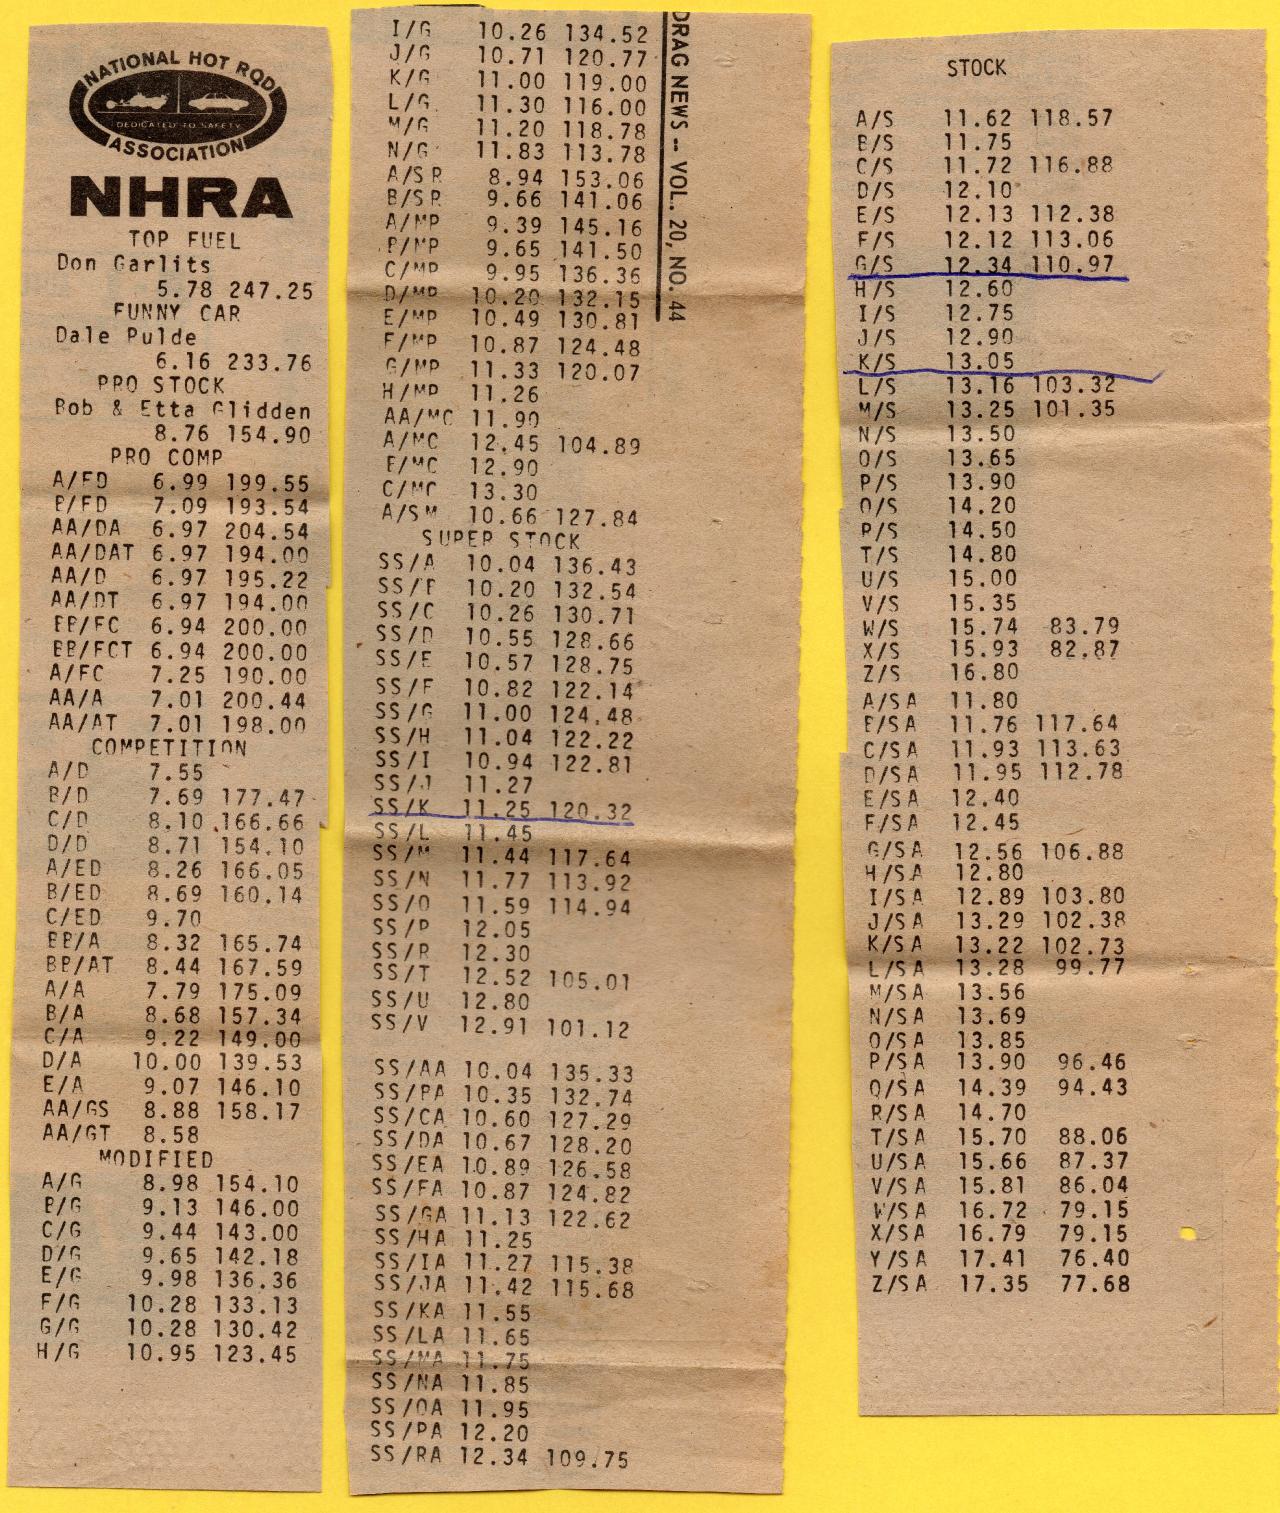 NATIONAL HOT ROD
DEDICATED TO SAFETY
ASSOCIATION
NHRA
TOP FUEL
Don Garlits
5.78 247.25
FUNNY CAR
Dale Pulde
6.16 233.76
PRO STOCK
Bob & Etta Glidden
8.76 154.90
PRO COMP
A/FD 6.99 199.55
B/FD 7.09 193.54
AA/DA 6.97 204.54
AA/DAT 6.97 194.00
AA/D 6.97 195.22
AA/DT 6.97 194.00
BB/FC 6.94 200.00
BB/FCT 6.94 200.00
A/FC 7.25 190.00
AA/A 7.01 200.44
AA/AT 7.01 198.00
COMPETITION
A/D 7.55
B/D 7.69 177.47
C/D 8.10 166.66
D/D 8.71 154.10
A/ED 8.26 166.05
B/ED 8.69 160.14
C/ED 9.70
BB/A 8.32 165.74
BB/AT 8.44 167.59
A/A 7.79 175.09
B/A 8.68 157.34
C/A 9.22 149.00
D/A 10.00 139.53
E/A 9.07 146.10
AA/GS 8.88 158.17
AA/GT 8.58
MODIFIED
A/G 8.98 154.10
B/G 9.13 146.00
C/G 9.44 143.00
D/G 9.65 142.18
E/G 9.98 136.36
F/G 10.28 133.13
G/G 10.28 130.42
H/G 10.95 123.45
I/G 10.26 134.52
J/G 10.71 120.77
K/G 11.00 119.00
L/G 11.30 116.00
M/G 11.20 118.78
N/G 11.83 113.78
A/SR 8.94 153.06
B/SR 9.66 141.06
A/MP 9.39 145.16
B/MP 9.65 141.50
C/MP 9.95 136.36
D/MP 10.20 132.15
E/MP 10.49 130.81
F/MP 10.87 124.48
G/MP 11.33 120.07
H/MP 11.26
AA/MC 11.90
A/MC 12.45 104.89
B/MC 12.90
C/MC 13.30
A/SM 10.66 127.84
SUPER STOCK
SS/A 10.04 136.43
SS/B 10.20 132.54
SS/C 10.26 130.71
SS/D 10.55 128.66
SS/E 10.57 128.75
SS/F 10.82 122.14
SS/G 11.00 124.48
SS/H 11.04 122.22
SS/I 10.94 122.81
SS/J 11.27
SS/K 11.25 120.32
SS/L 11.45
SS/M 11.44 117.64
SS/N 11.77 113.92
SS/O 11.59 114.94
SS/P 12.05
SS/R 12.30
SS/T 12.52 105.01
SS/U 12.80
SS/V 12.91 101.12
SS/AA 10.04 135.33
SS/BA 10.35 132.74
SS/CA 10.60 127.29
SS/DA 10.67 128.20
SS/EA 10.89 126.58
SS/FA 10.87 124.82
SS/GA 11.13 122.62
SS/HA 11.25
SS/IA 11.27 115.38
SS/JA 11.42 115.68
SS/KA 11.55
SS/LA 11.65
SS/MA 11.75
SS/NA 11.85
SS/OA 11.95
SS/PA 12.20
SS/RA 12.34 109.75
DRAG NEWS -- VOL. 20, NO. 44
STOCK
A/S 11.62 118.57
B/S 11.75
C/S 11.72 116.88
D/S 12.10
E/S 12.13 112.38
F/S 12.12 113.06
G/S 12.34 110.97
H/S 12.60
I/S 12.75
J/S 12.90
K/S 13.05
L/S 13.16 103.32
M/S 13.25 101.35
N/S 13.50
O/S 13.65
P/S 13.90
Q/S 14.20
R/S 14.50
T/S 14.80
U/S 15.00
V/S 15.35
W/S 15.74 83.79
X/S 15.93 82.87
Z/S 16.80
A/SA 11.80
B/SA 11.76 117.64
C/SA 11.93 113.63
D/SA 11.95 112.78
E/SA 12.40
F/SA 12.45
G/SA 12.56 106.88
H/SA 12.80
I/SA 12.89 103.80
J/SA 13.29 102.38
K/SA 13.22 102.73
L/SA 13.28 99.77
M/SA 13.56
N/SA 13.69
O/SA 13.85
P/SA 13.90 96.46
Q/SA 14.39 94.43
R/SA 14.70
T/SA 15.70 88.06
U/SA 15.66 87.37
V/SA 15.81 86.04
W/SA 16.72 79.15
X/SA 16.79 79.15
Y/SA 17.41 76.40
Z/SA 17.35 77.68